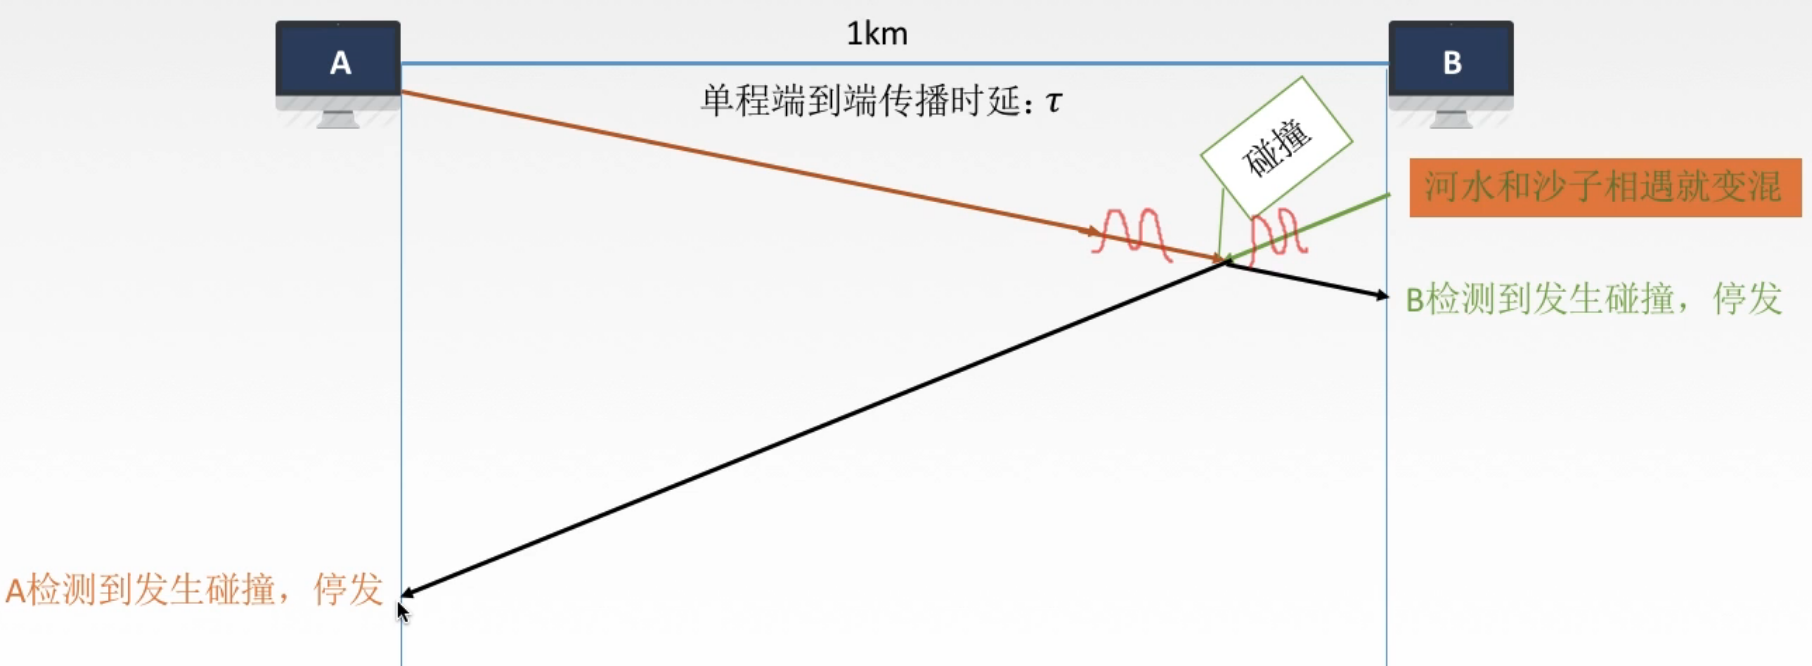 1km
A
B
单程端到端传播时延：τ
碰撞
河水和沙子相遇就变混
B检测到发生碰撞，停发
A检测到发生碰撞，停发